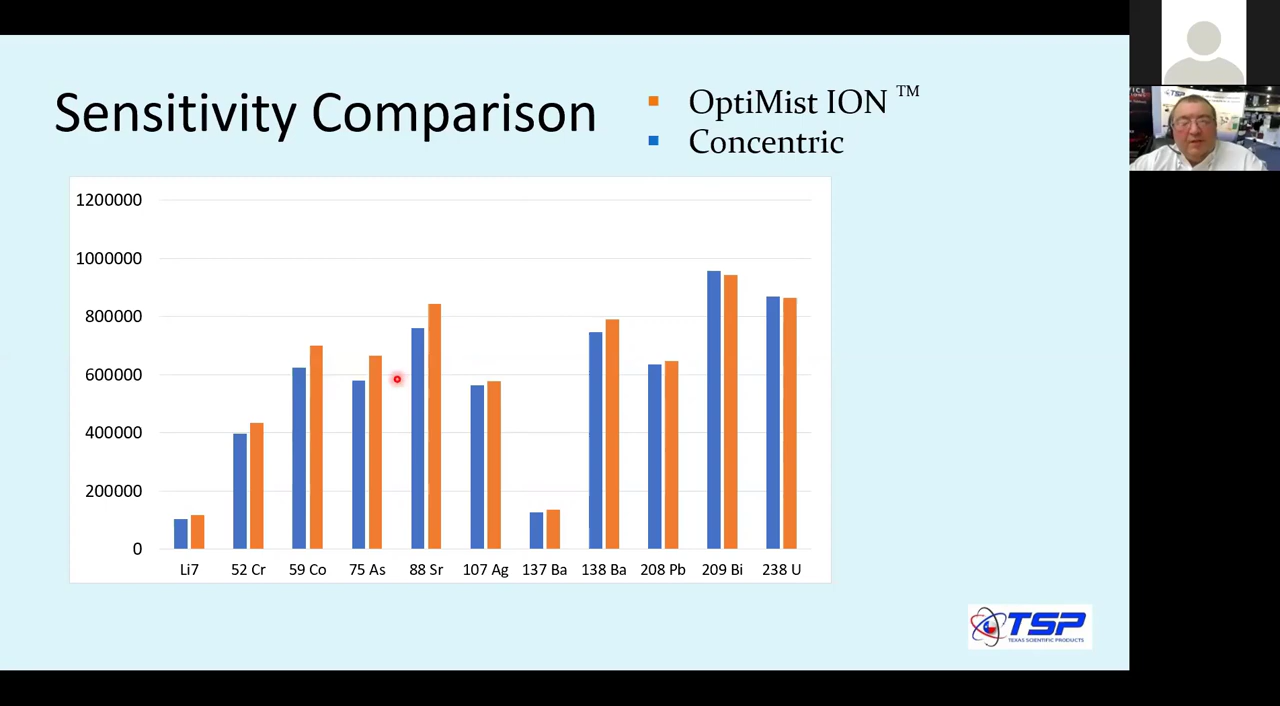 Sensitivity Comparison
OptiMist ION ™
Concentric
1200000
1000000
800000
600000
400000
200000
0
Li7 52 Cr 59 Co 75 As 88 Sr 107 Ag 137 Ba 138 Ba 208 Pb 209 Bi 238 U
TSP
TEXAS SCIENTIFIC PRODUCTS
TSP